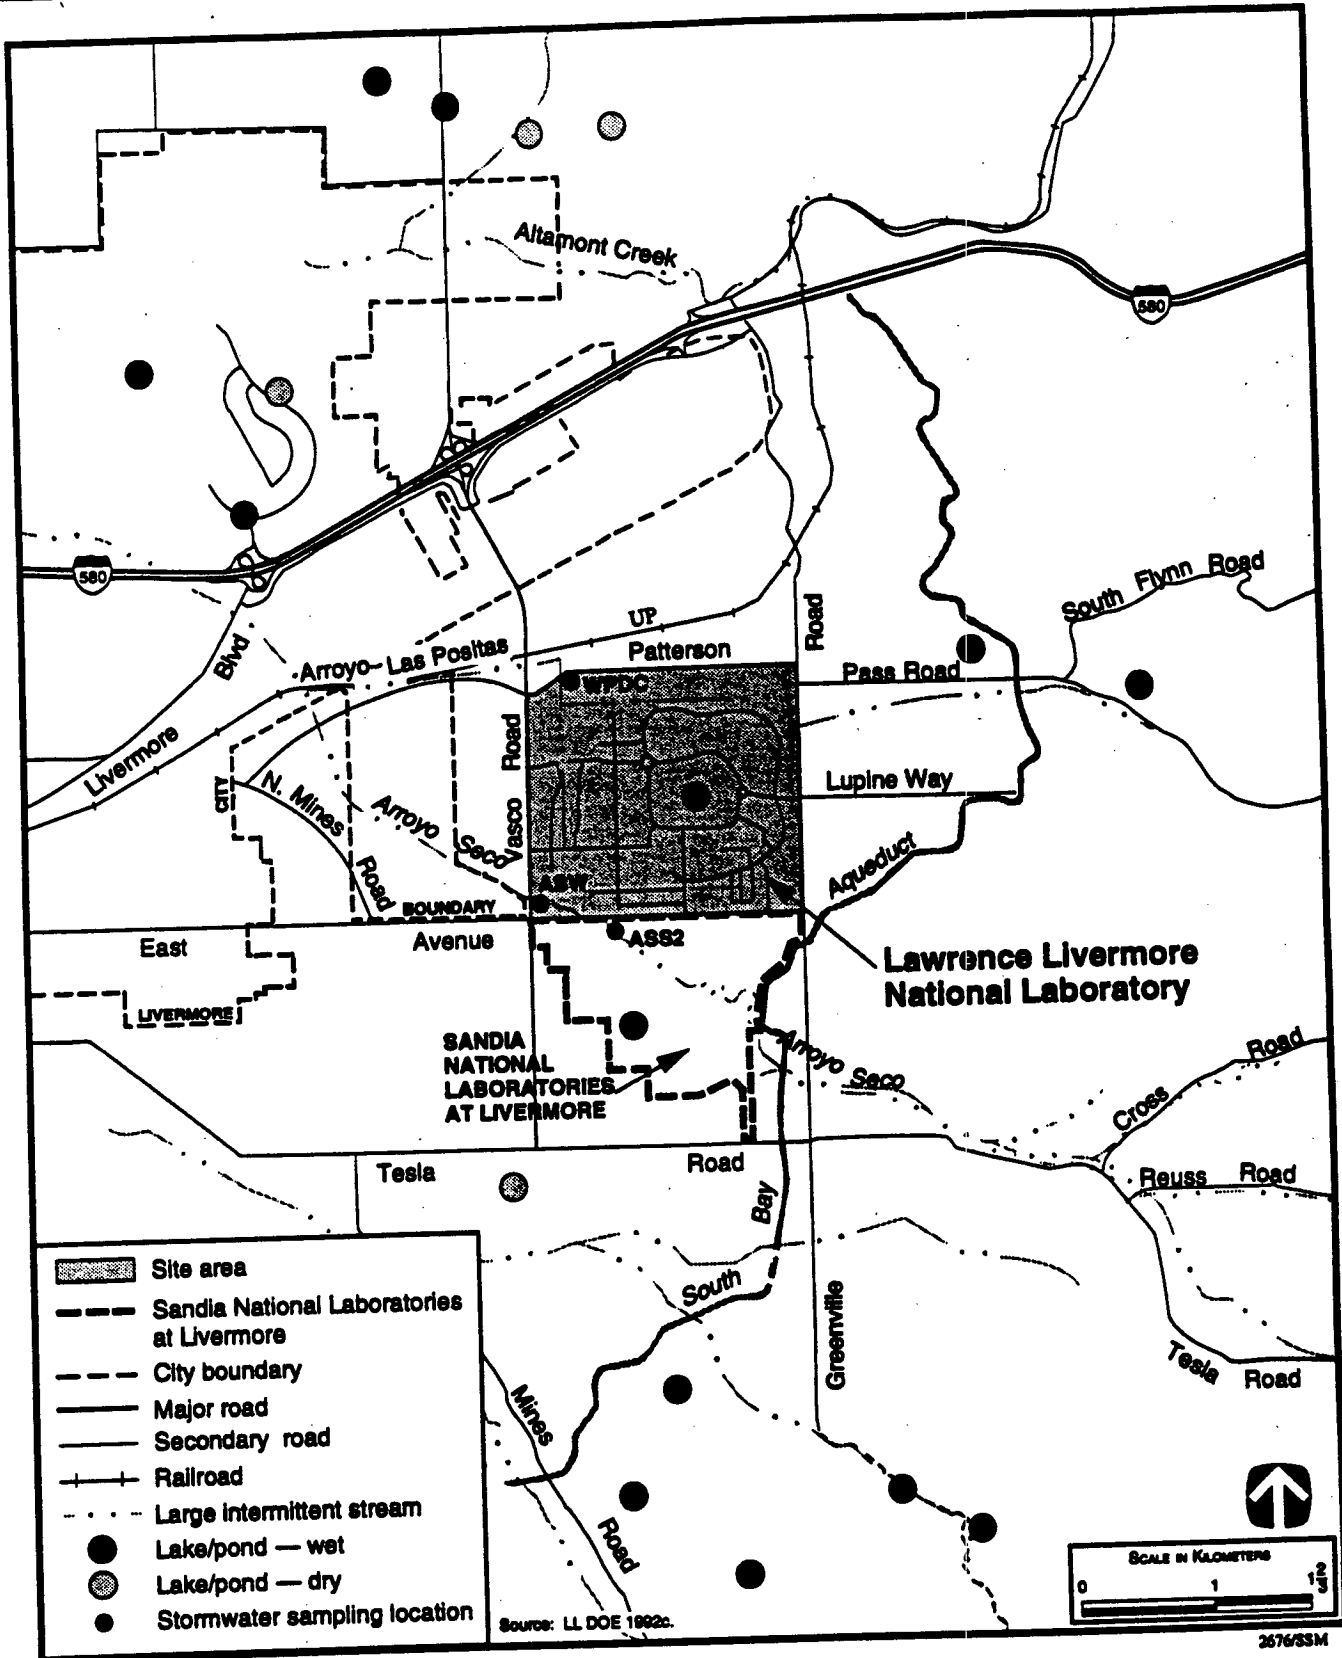 Altamont Creek
580
580
South Flynn Road
UP
Road
Patterson
Pass Road
Blvd
Arroyo Las Positas
WPDC
Livermore
Road
CITY
N. Mines
Lupine Way
Arroyo
Seco
Vasco
Road
Aqueduct
ASW
BOUNDARY
East
Avenue
ASS2
Lawrence Livermore
National Laboratory
LIVERMORE
SANDIA
NATIONAL
LABORATORIES
AT LIVERMORE
Arroyo
Seco
Road
Cross
Tesla
Road
Reuss Road
Bay
South
Greenville
Tesla
Road
Mines
Road
Site area
Sandia National Laboratories
at Livermore
City boundary
Major road
Secondary road
Railroad
Large intermittent stream
Lake/pond — wet
Lake/pond — dry
Stormwater sampling location
Source: LL DOE 1992c.
SCALE IN KILOMETERS
0 1
2676/SSM